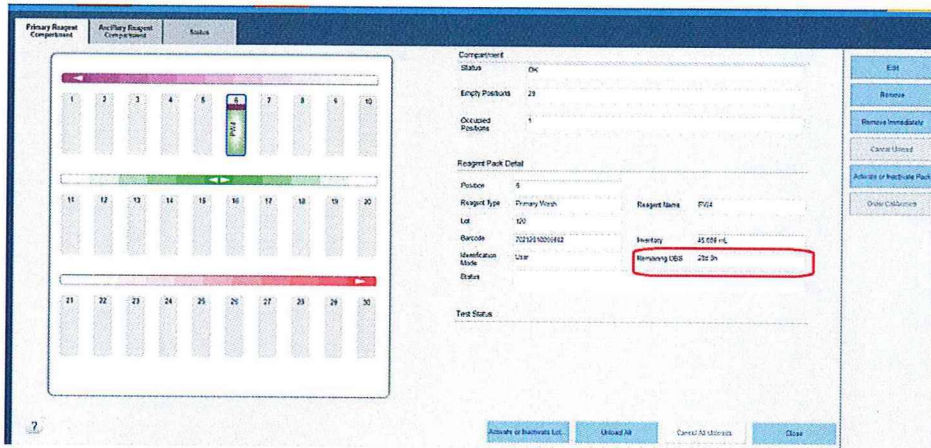 Primary Reagent Compartment
Ancillary Reagent Compartment
Status
1 2 3 4 5 6 7 8 9 10
PW4
11 12 13 14 15 16 17 18 19 20
21 22 23 24 25 26 27 28 29 30
Compartment
Status OK
Empty Positions 29
Occupied Positions 1
Reagent Pack Detail
Position 6
Reagent Type Primary Wash
Reagent Name PW4
Lot 120
Barcode
Inventory mL
Identification Mode User
Remaining OBS
Status
Test Status
Edit
Remove
Remove Immediately
Cancel Unload
Activate or Inactivate Pack
Show Calibration
?
Activate or Inactivate Lot...
Unload All
Cancel All Unloads
Close